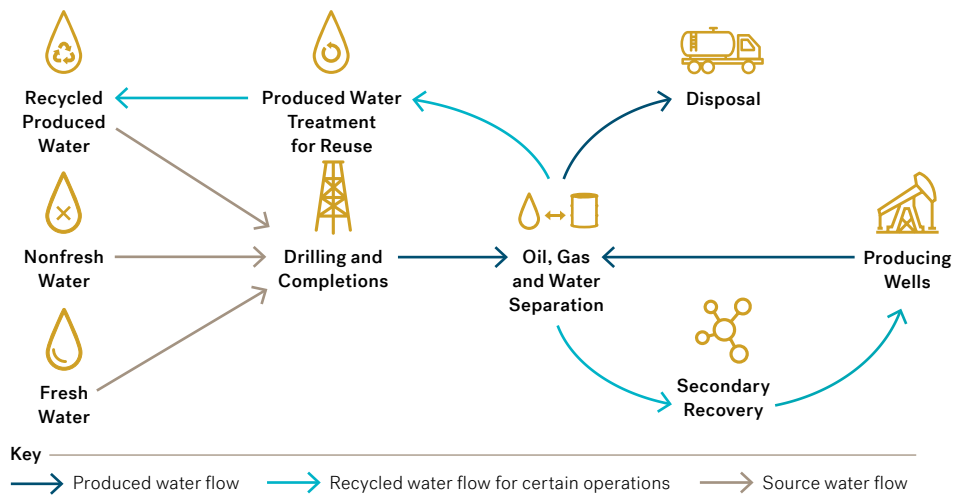 Recycled
Produced
Water
Produced Water
Treatment
for Reuse
Disposal
Nonfresh
Water
Drilling and
Completions
Oil, Gas
and Water
Separation
Producing
Wells
Fresh
Water
Secondary
Recovery
Key
Produced water flow
Recycled water flow for certain operations
Source water flow